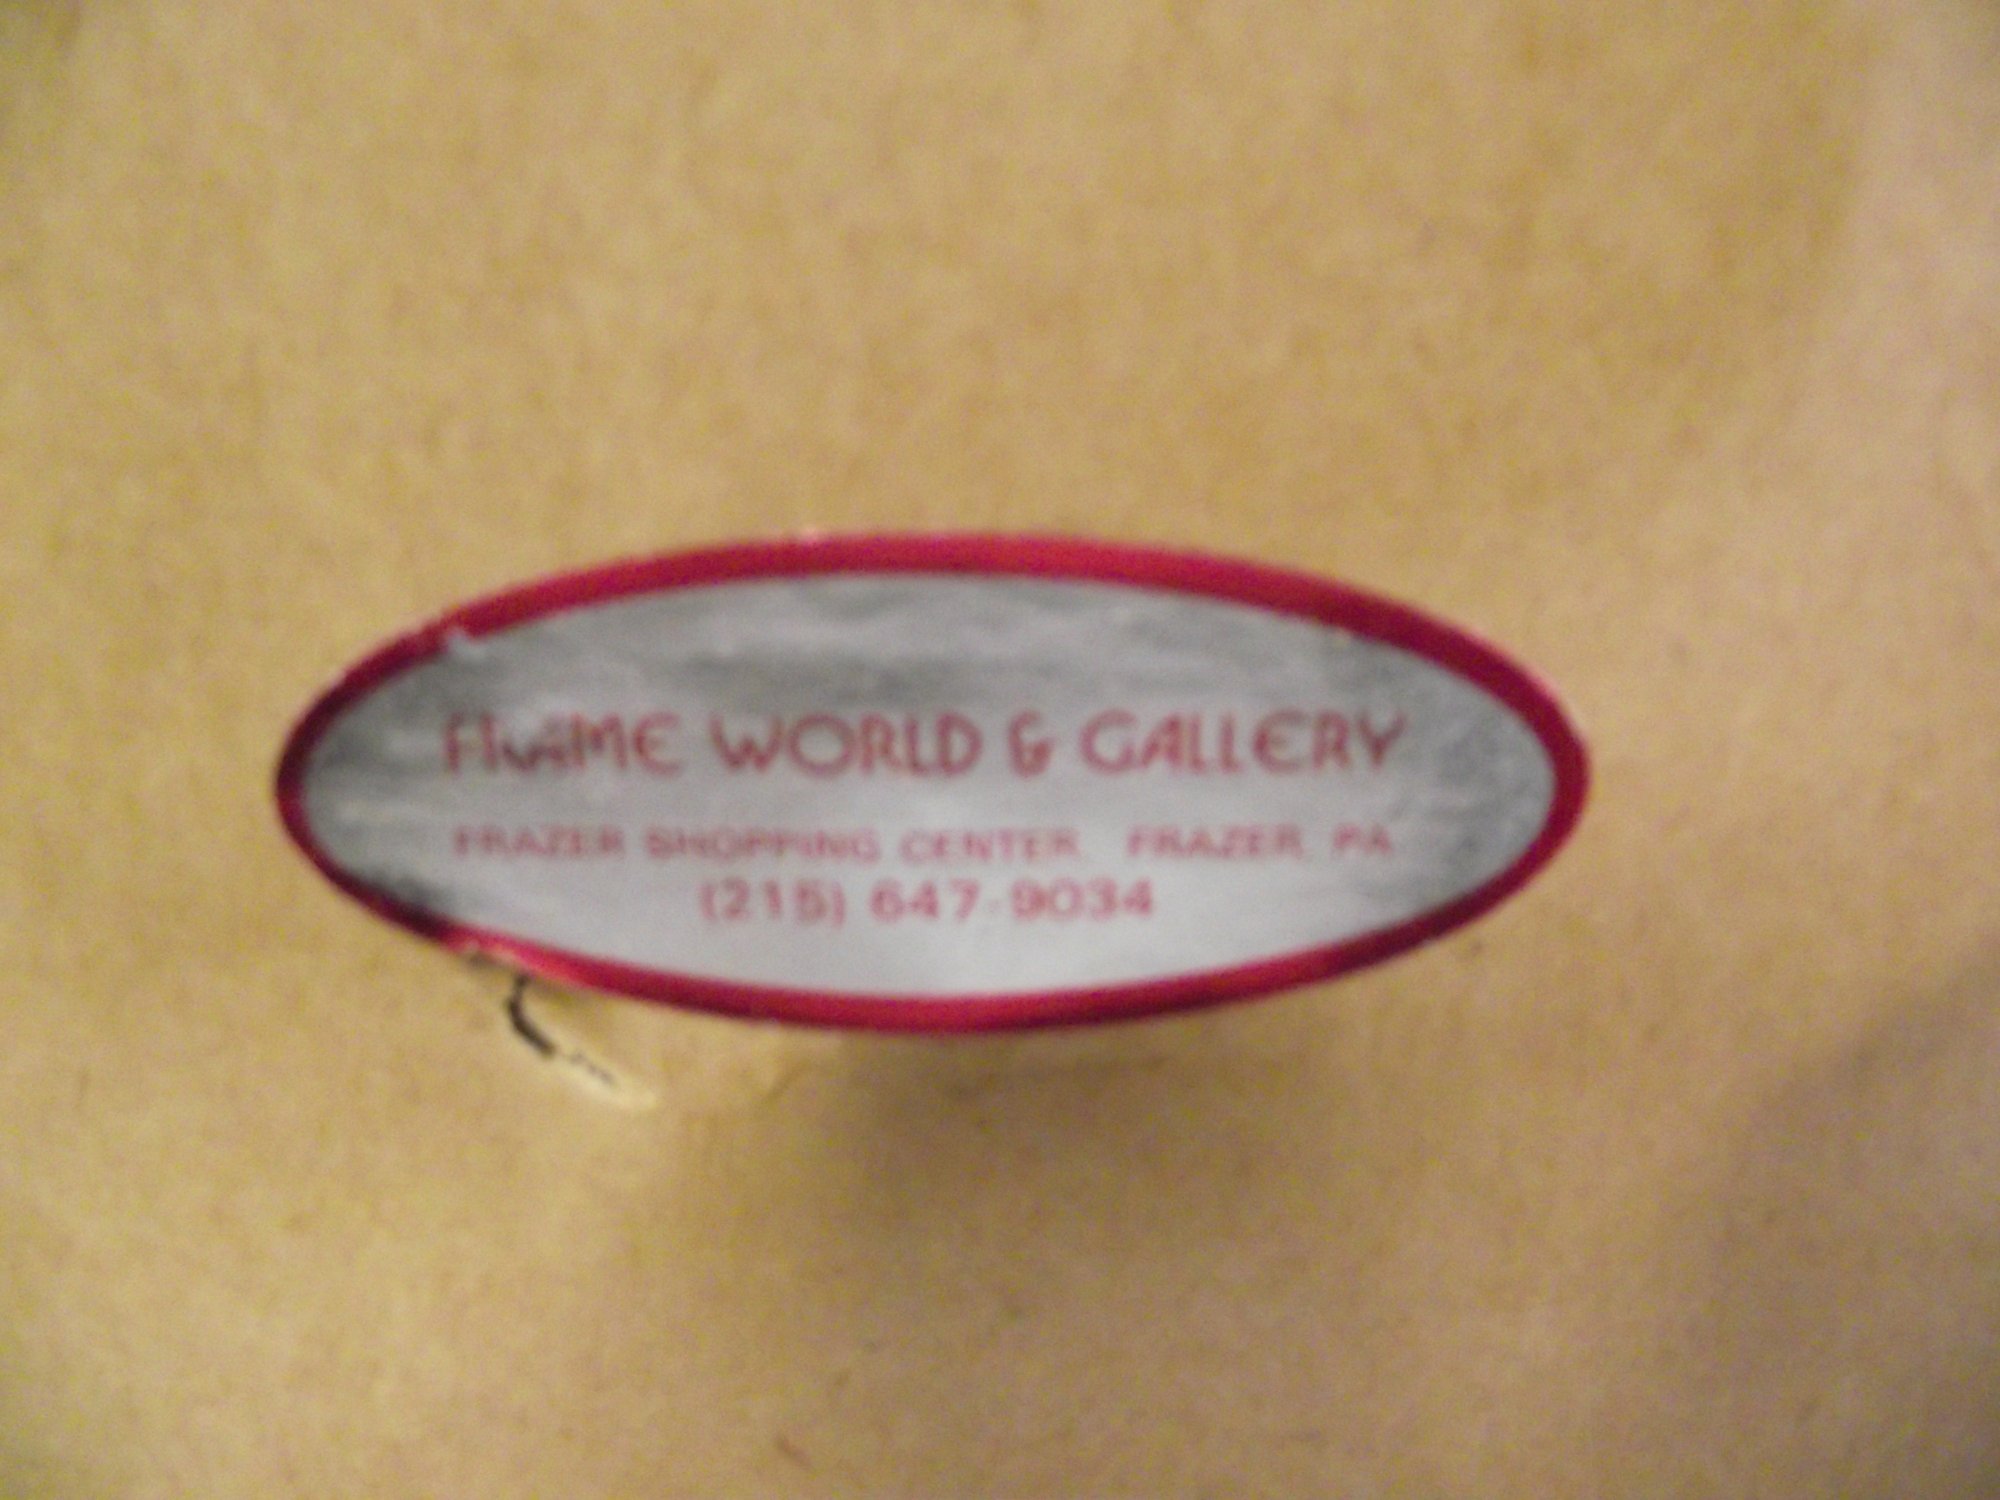 FRAME WORLD & GALLERY
FRAZER SHOPPING CENTER FRAZER, PA
(215) 647-9034